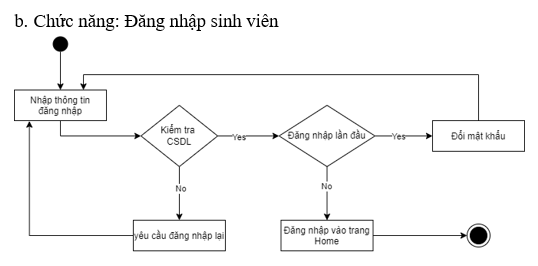 b. Chức năng: Đăng nhập sinh viên
Nhập thông tin
đăng nhập
Kiểm tra
CSDL
Yes
Đăng nhập lần đầu
Yes
Đổi mật khẩu
No
No
yêu cầu đăng nhập lại
Đăng nhập váo trang
Home